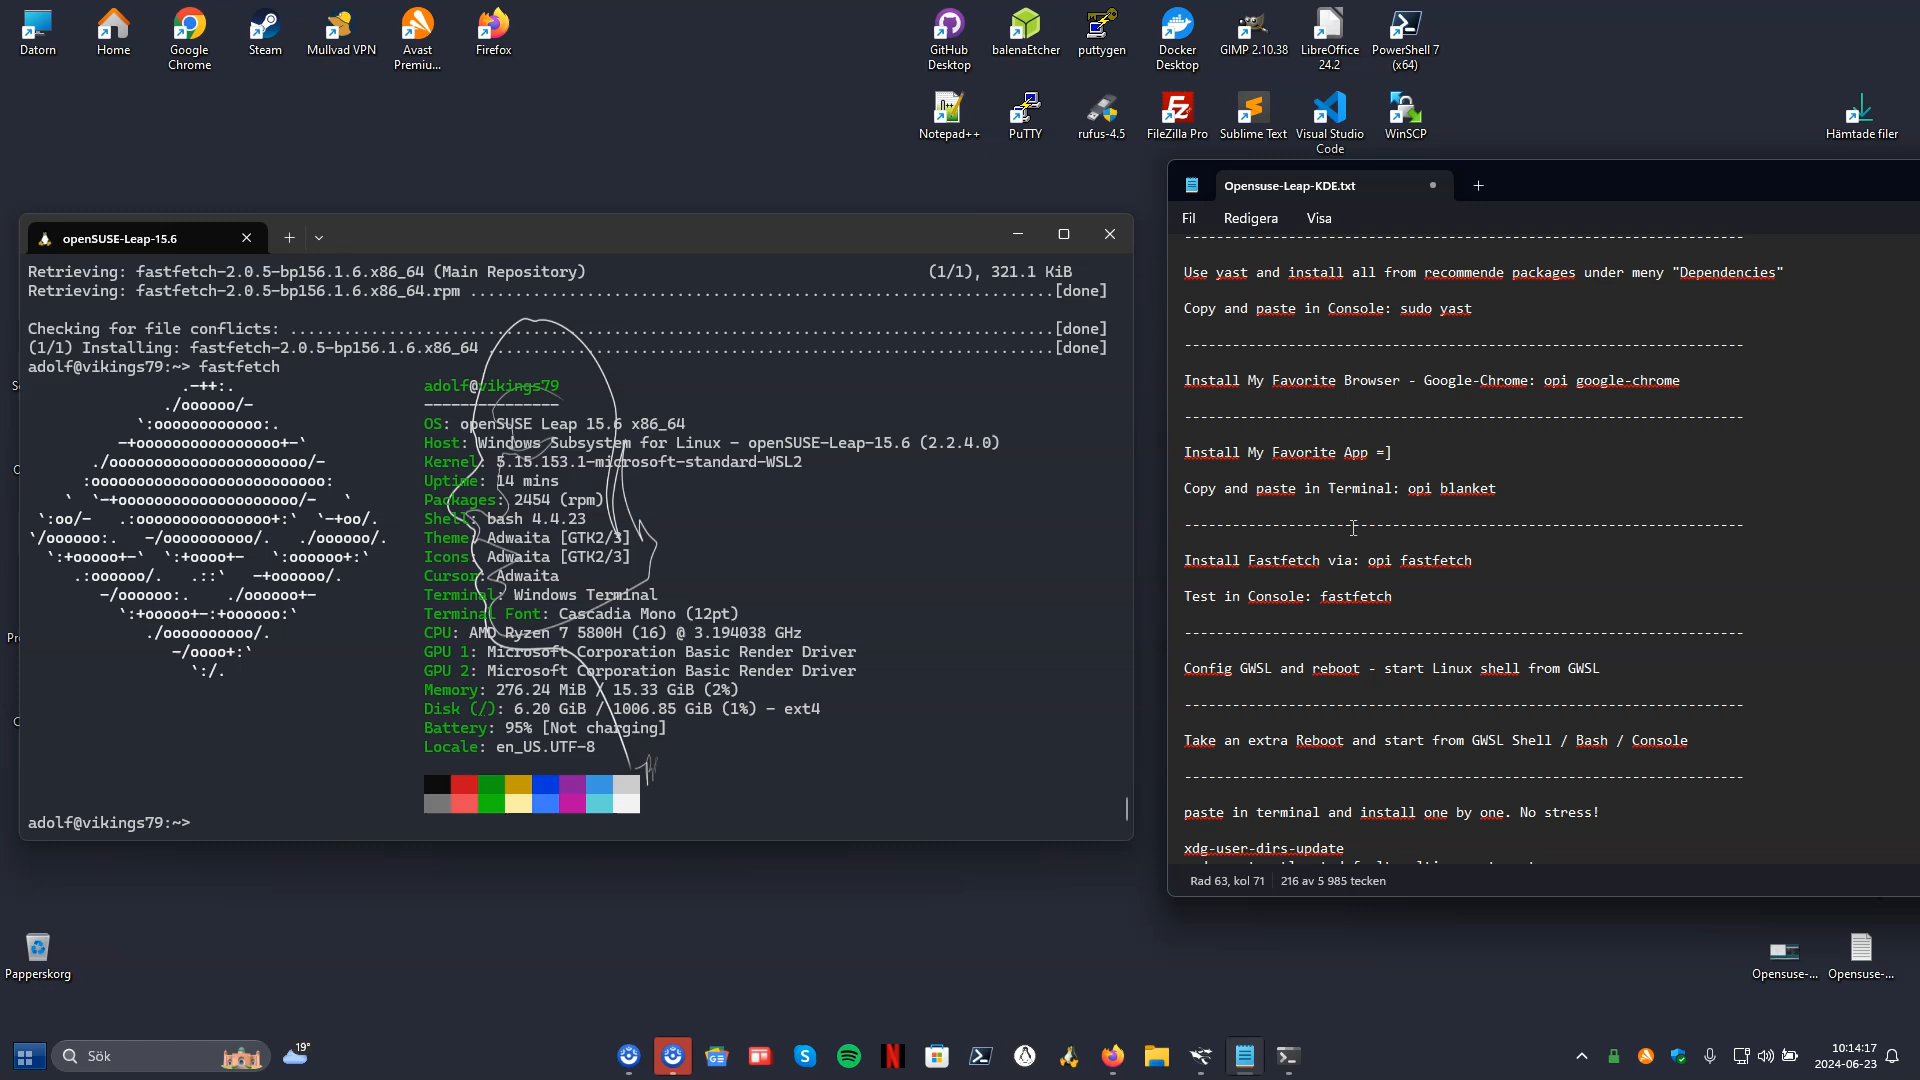 Datorn
Home
Google
Chrome
Steam
Mullvad VPN
Avast
Premiu...
Firefox
GitHub
Desktop
balenaEtcher
puttygen
Docker
Desktop
GIMP 2.10.38
LibreOffice
24.2
PowerShell 7
(x64)
Notepad++
PuTTY
rufus-4.5
FileZilla Pro
Sublime Text
Visual Studio
Code
WinSCP
Hämtade filer
openSUSE-Leap-15.6
Retrieving: fastfetch-2.0.5-bp156.1.6.x86_64 (Main Repository) (1/1), 321.1 KiB
Retrieving: fastfetch-2.0.5-bp156.1.6.x86_64.rpm ..................................................................[done]
Checking for file conflicts: ......................................................................................[done]
(1/1) Installing: fastfetch-2.0.5-bp156.1.6.x86_64 ................................................................[done]
adolf@vikings79:~> fastfetch
adolf@vikings79
---------------
OS: openSUSE Leap 15.6 x86_64
Host: Windows Subsystem for Linux - openSUSE-Leap-15.6 (2.2.4.0)
Kernel: 5.15.153.1-microsoft-standard-WSL2
Uptime: 14 mins
Packages: 2454 (rpm)
Shell: bash 4.4.23
Theme: Adwaita [GTK2/3]
Icons: Adwaita [GTK2/3]
Cursor: Adwaita
Terminal: Windows Terminal
Terminal Font: Cascadia Mono (12pt)
CPU: AMD Ryzen 7 5800H (16) @ 3.194038 GHz
GPU 1: Microsoft Corporation Basic Render Driver
GPU 2: Microsoft Corporation Basic Render Driver
Memory: 276.24 MiB / 15.33 GiB (2%)
Disk (/): 6.20 GiB / 1006.85 GiB (1%) - ext4
Battery: 95% [Not charging]
Locale: en_US.UTF-8
adolf@vikings79:~>
Opensuse-Leap-KDE.txt
Fil Redigera Visa
----------------------------------------------------------------------
Use yast and install all from recommende packages under meny "Dependencies"
Copy and paste in Console: sudo yast
----------------------------------------------------------------------
Install My Favorite Browser - Google-Chrome: opi google-chrome
----------------------------------------------------------------------
Install My Favorite App =]
Copy and paste in Terminal: opi blanket
----------------------------------------------------------------------
Install Fastfetch via: opi fastfetch
Test in Console: fastfetch
----------------------------------------------------------------------
Config GWSL and reboot - start Linux shell from GWSL
----------------------------------------------------------------------
Take an extra Reboot and start from GWSL Shell / Bash / Console
----------------------------------------------------------------------
paste in terminal and install one by one. No stress!
xdg-user-dirs-update
Rad 63, kol 71 216 av 5 985 tecken
Papperskorg
Opensuse-...
Opensuse-...
Sök
19°
10:14:17
2024-06-23